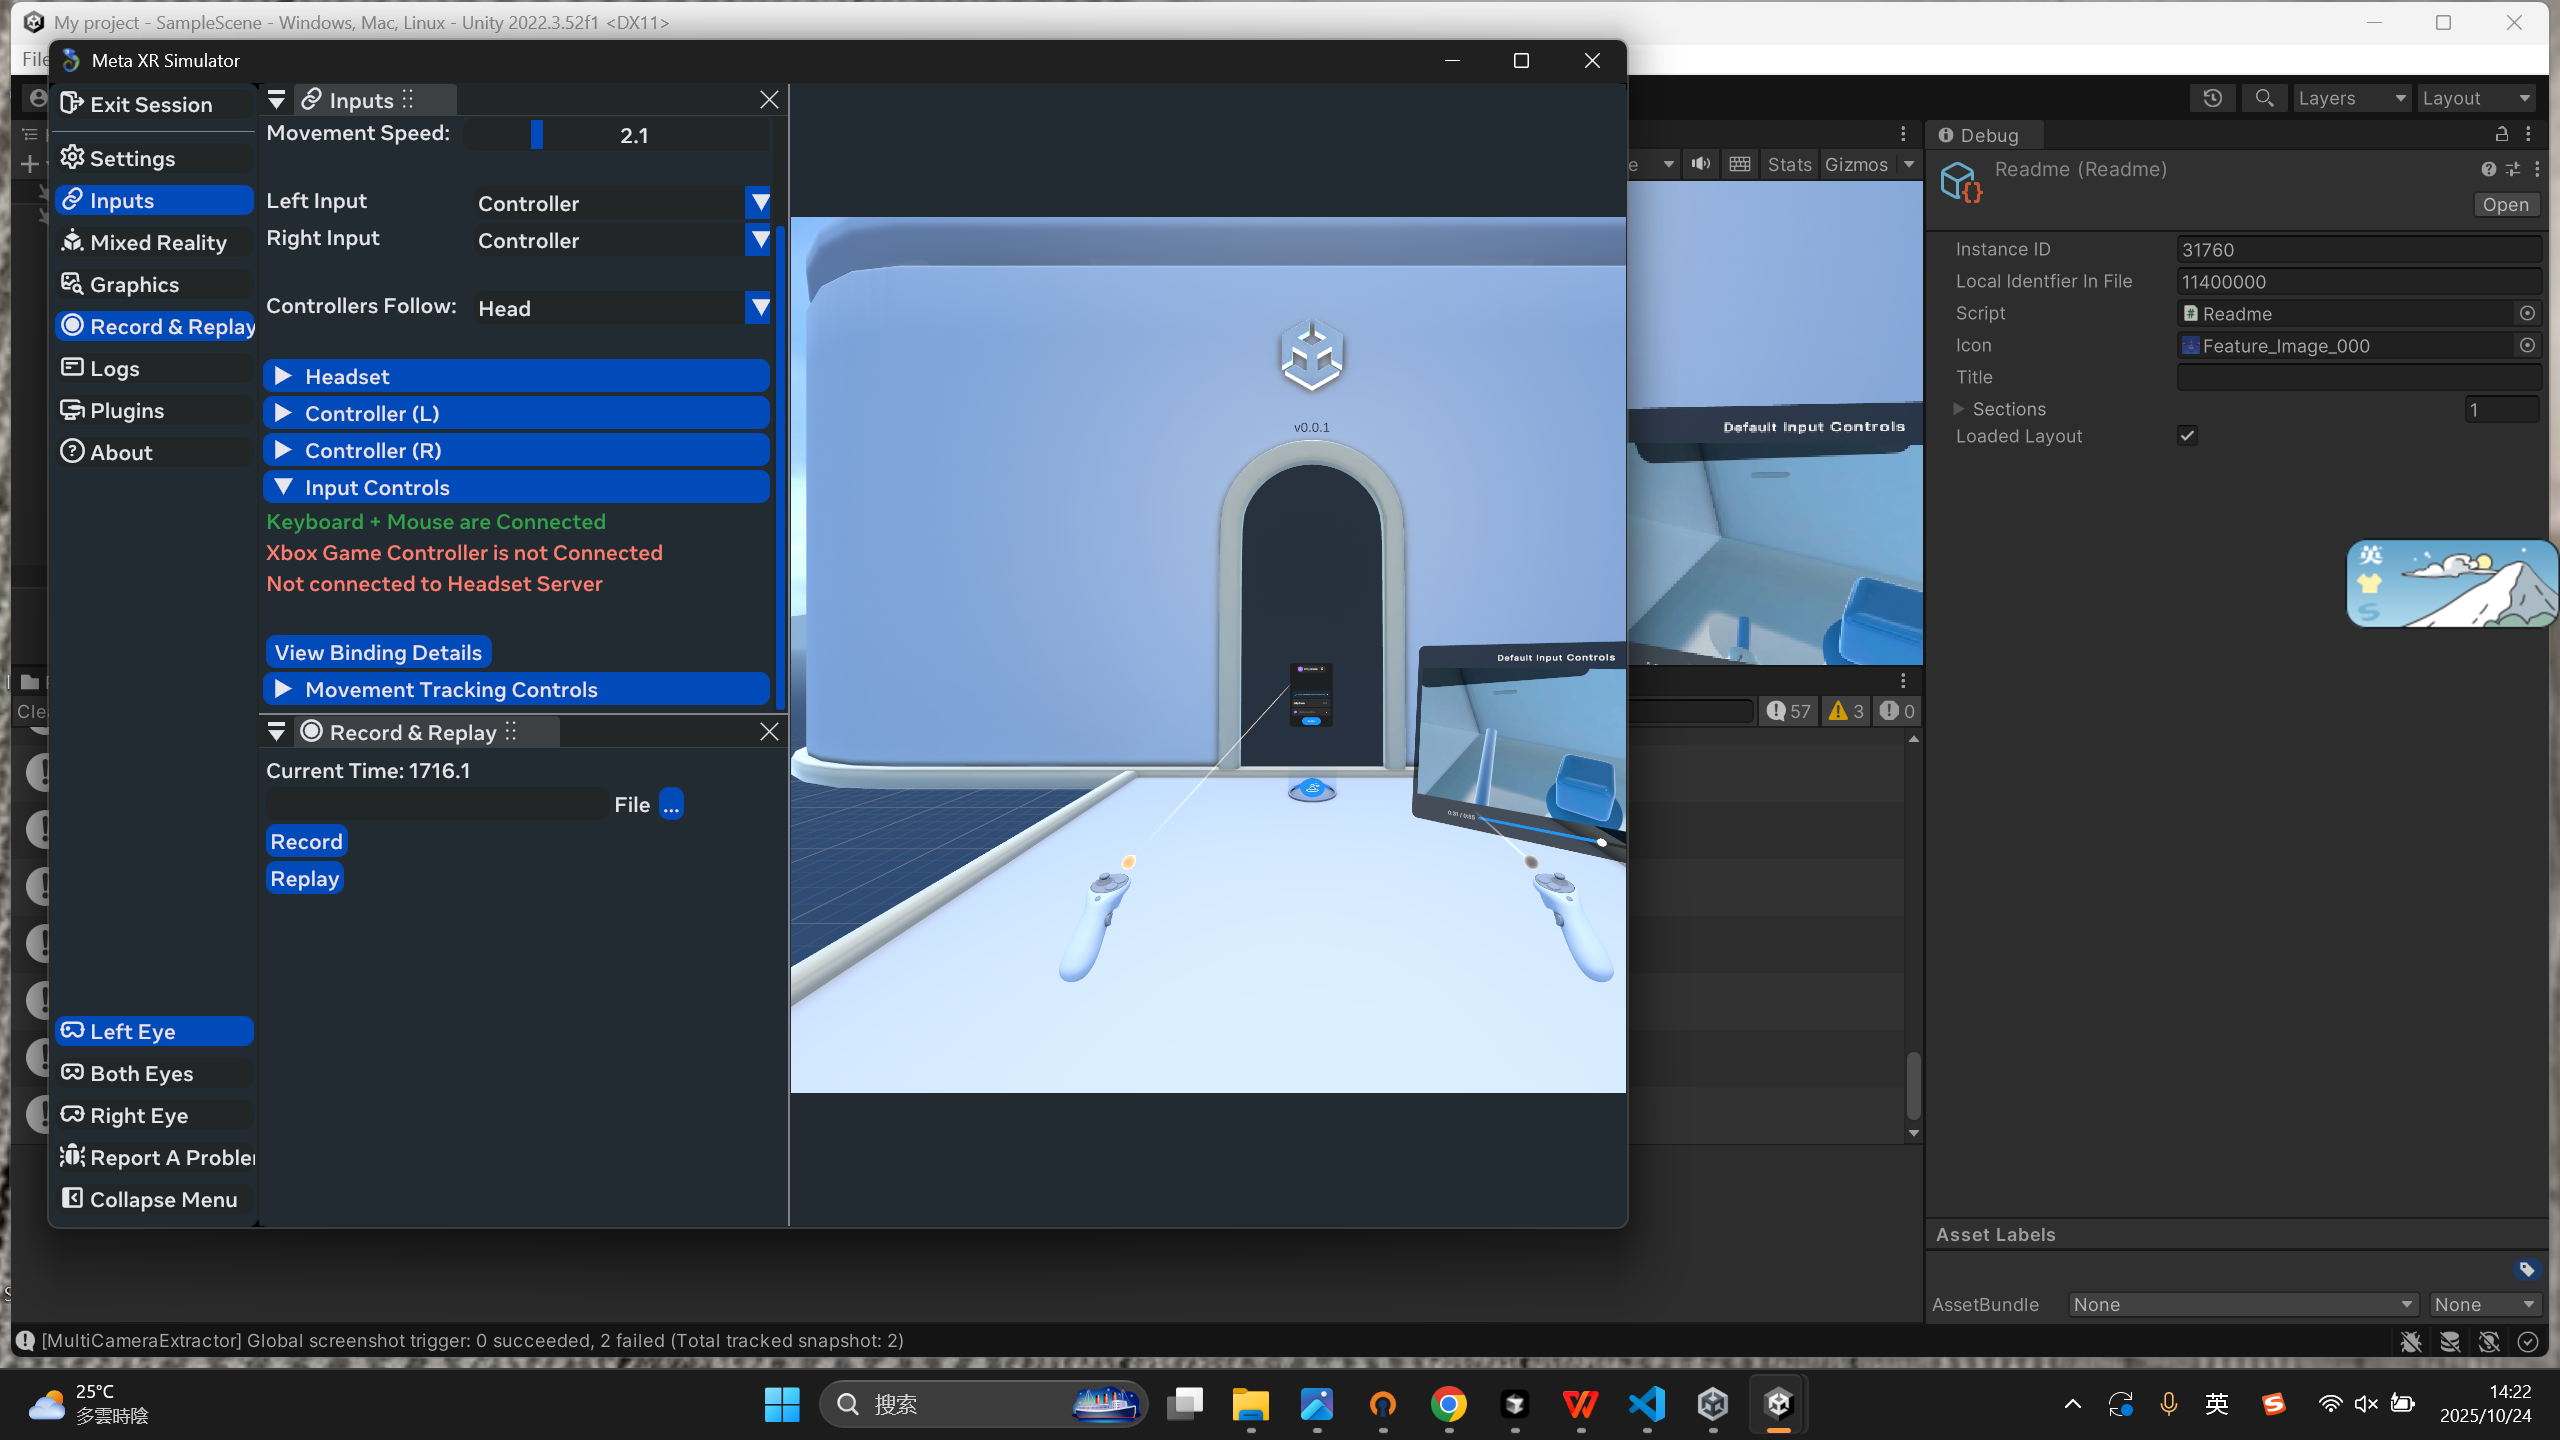 My project - SampleScene - Windows, Mac, Linux - Unity 2022.3.52f1 <DX11>
File
Meta XR Simulator
Exit Session
Settings
Inputs
Mixed Reality
Graphics
Record & Replay
Logs
Plugins
About
Left Eye
Both Eyes
Right Eye
Report A Proble
Collapse Menu
Inputs
Movement Speed: 2.1
Left Input Controller
Right Input Controller
Controllers Follow: Head
Headset
Controller (L)
Controller (R)
Input Controls
Keyboard + Mouse are Connected
Xbox Game Controller is not Connected
Not connected to Headset Server
View Binding Details
Movement Tracking Controls
Record & Replay
Current Time: 1716.1
File ...
Record
Replay
v0.0.1
Default Input Controls
0:31 / 0:55
Layers Layout
Stats Gizmos
Default Input Controls
57 3 0
Cle
Debug
Readme (Readme)
Open
Instance ID 31760
Local Identfier In File 11400000
Script Readme
Icon Feature_Image_000
Title
Sections 1
Loaded Layout
英
Asset Labels
AssetBundle None None
[MultiCameraExtractor] Global screenshot trigger: 0 succeeded, 2 failed (Total tracked snapshot: 2)
25°C
多雲時陰
搜索
英
14:22
2025/10/24